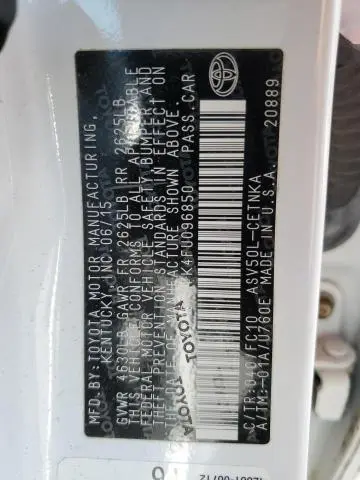 MFD. BY: TOYOTA MOTOR MANUFACTURING,
KENTUCKY, INC. 06/15
GVWR 4630LB GAWR FR 2625LB RR 2625LB
THIS VEHICLE CONFORMS TO ALL APPLICABLE
FEDERAL MOTOR VEHICLE SAFETY, BUMPER, AND
THEFT PREVENTION STANDARDS IN EFFECT ON
THE DATE OF MANUFACTURE SHOWN ABOVE.
K4FU096850 PASS.CAR
TOYOTA
C/TR: 040/FC10 ASV50L-CETNKA
A/TM: -01A/U760E MADE IN U.S.A.
20889